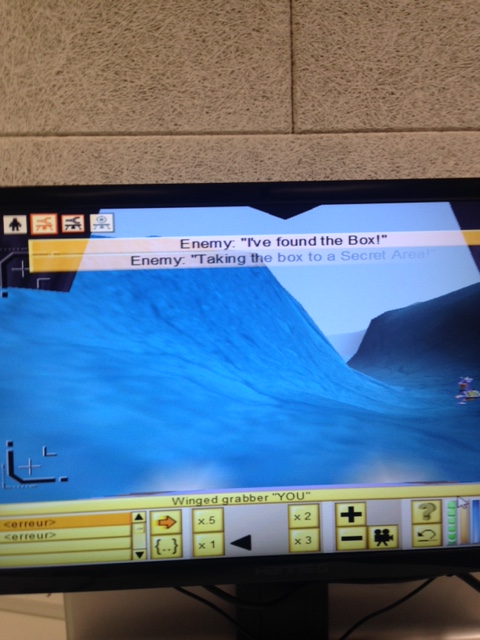 Enemy: "I've found the Box!"
Enemy: "Taking the box to a Secret Area!"
Winged grabber "YOU"
<erreur>
<erreur>
{..}
x.5
x1
x2
x3
+
−
?